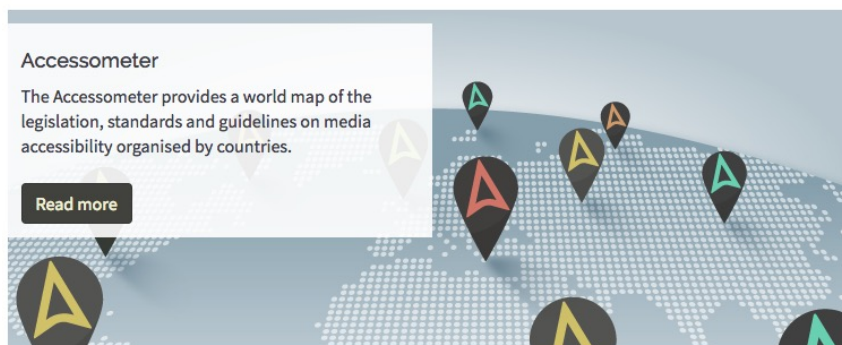 Accessometer
The Accessometer provides a world map of the
legislation, standards and guidelines on media
accessibility organised by countries.
Read more